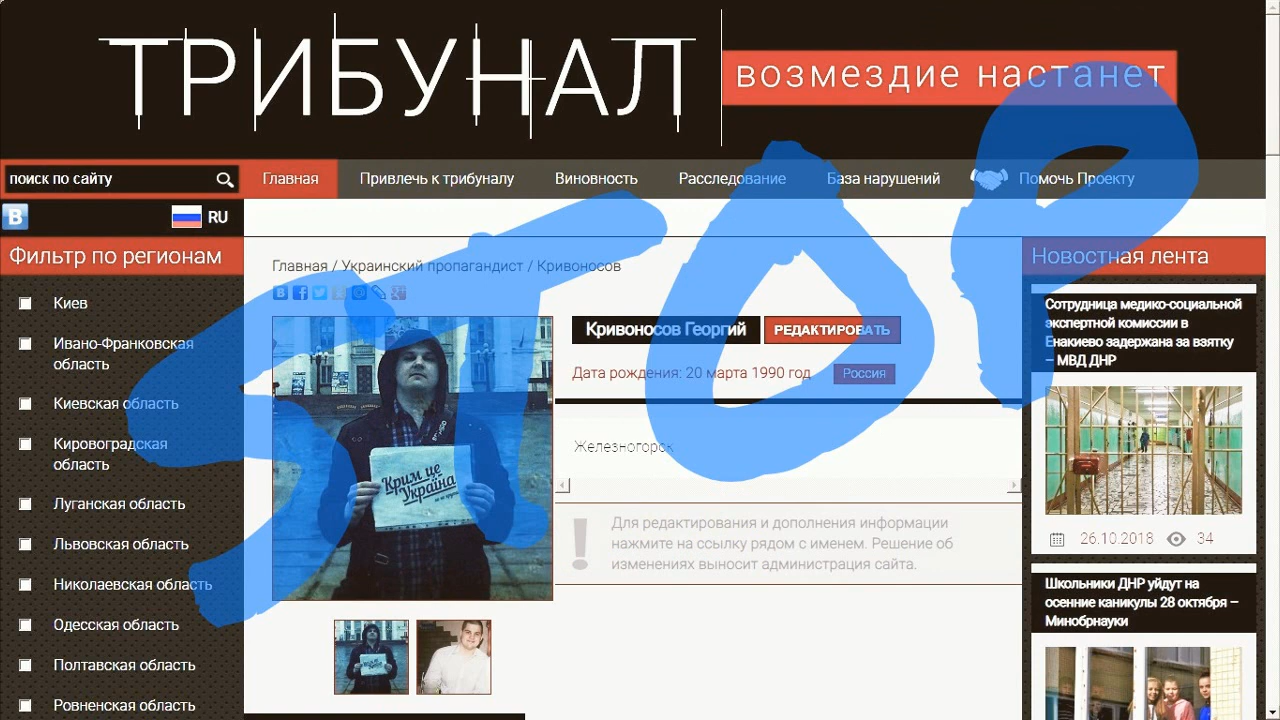 ТРИБУНАЛ
возмездие настанет
поиск по сайту
Главная
Привлечь к трибуналу
Виновность
Расследование
База нарушений
Помочь Проекту
B
RU
STOP
Фильтр по регионам
Киев
Ивано-Франковская
область
Киевская область
Кировоградская
область
Луганская область
Львовская область
Николаевская область
Одесская область
Полтавская область
Ровненская область
Главная / Украинский пропагандист / Кривоносов
Крим це
Україна
Кривоносов Георгий
РЕДАКТИРОВАТЬ
Дата рождения: 20 марта 1990 год
Россия
Железногорск
Для редактирования и дополнения информации
нажмите на ссылку рядом с именем. Решение об
изменениях выносит администрация сайта.
Новостная лента
Сотрудница медико-социальной
экспертной комиссии в
Енакиево задержана за взятку
– МВД ДНР
26.10.2018 34
Школьники ДНР уйдут на
осенние каникулы 28 октября –
Минобрнауки